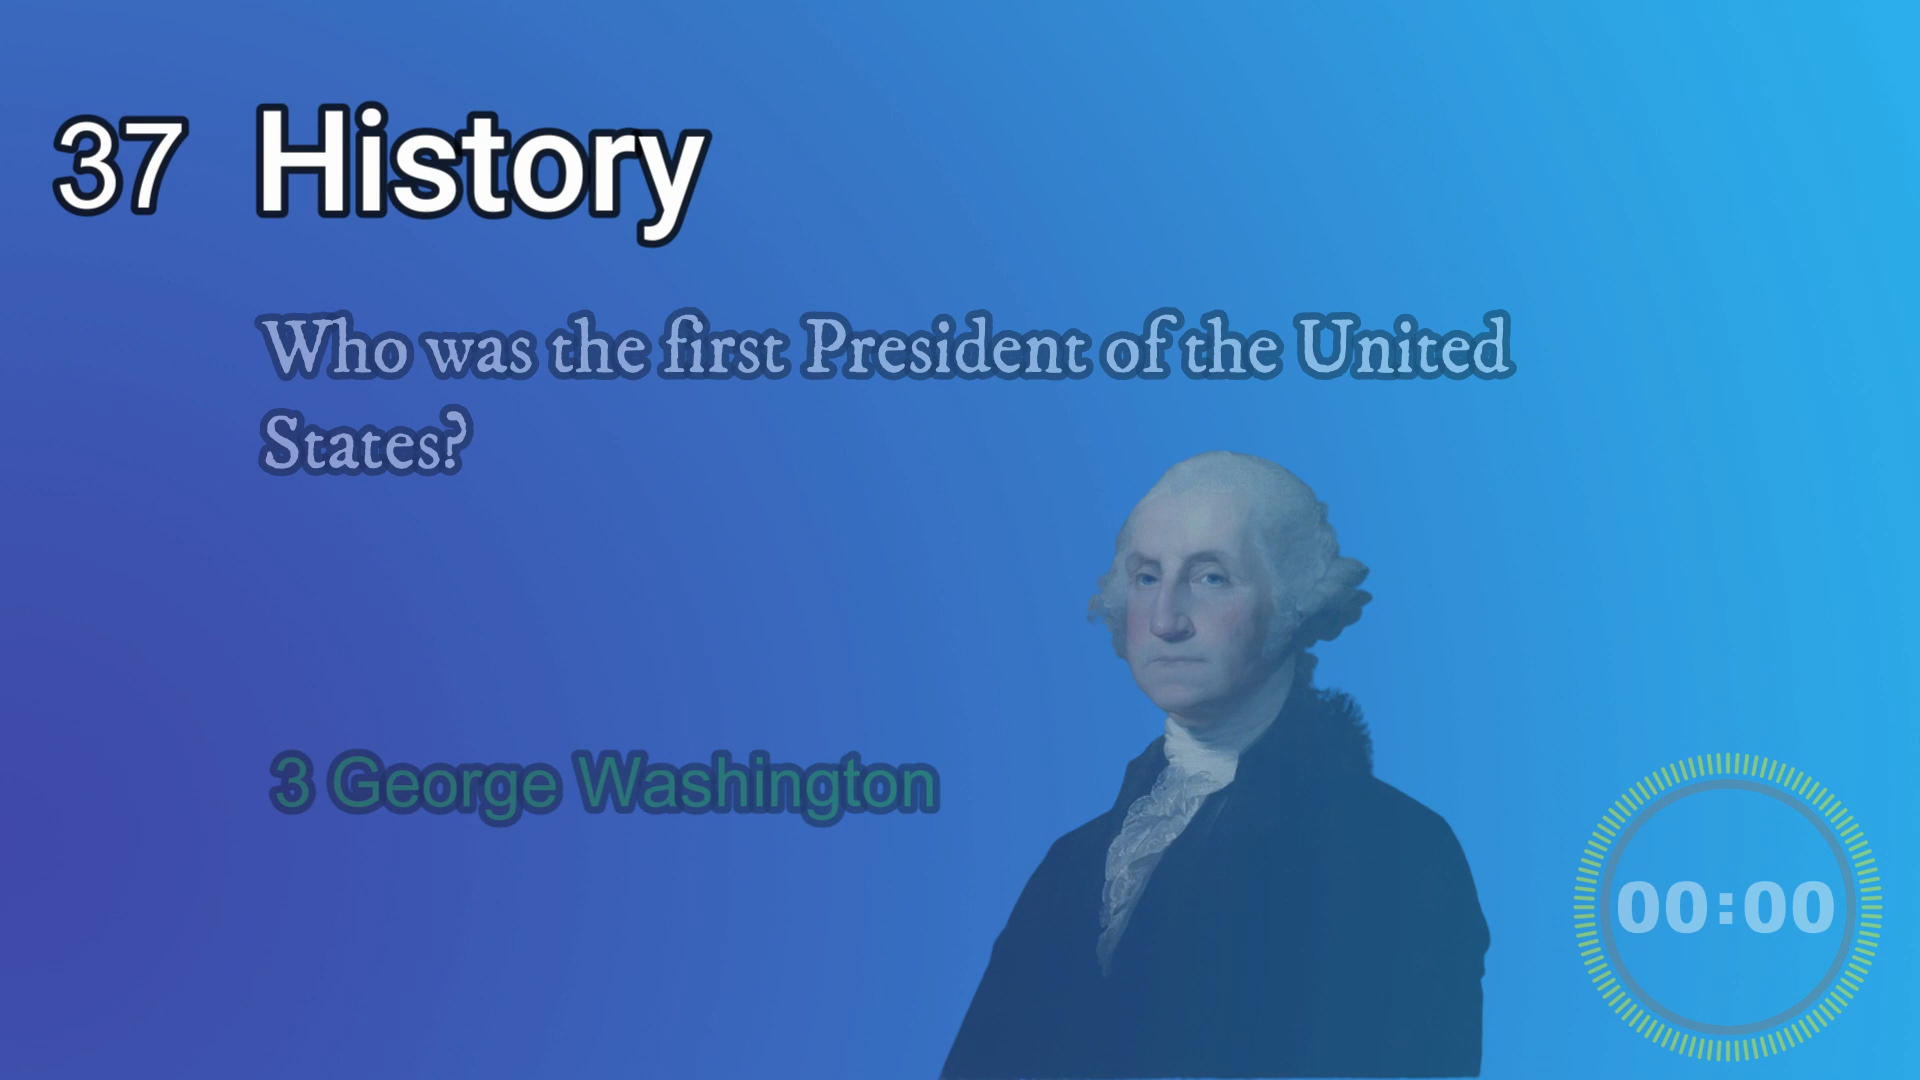 37 History
Who was the first President of the United
States?
3 George Washington
00:00